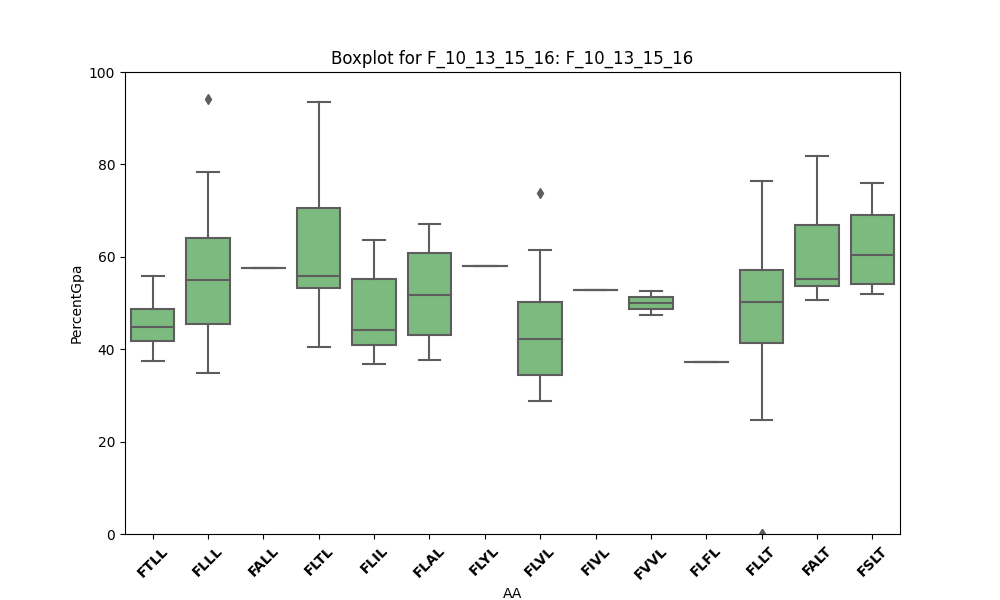 Boxplot for F_10_13_15_16: F_10_13_15_16
100
80
60
40
20
0
PercentGpa
FTLL FLLL FALL FLTL FLIL FLAL FLYL FLVL FIVL FVVL FLFL FLLT FALT FSLT
AA